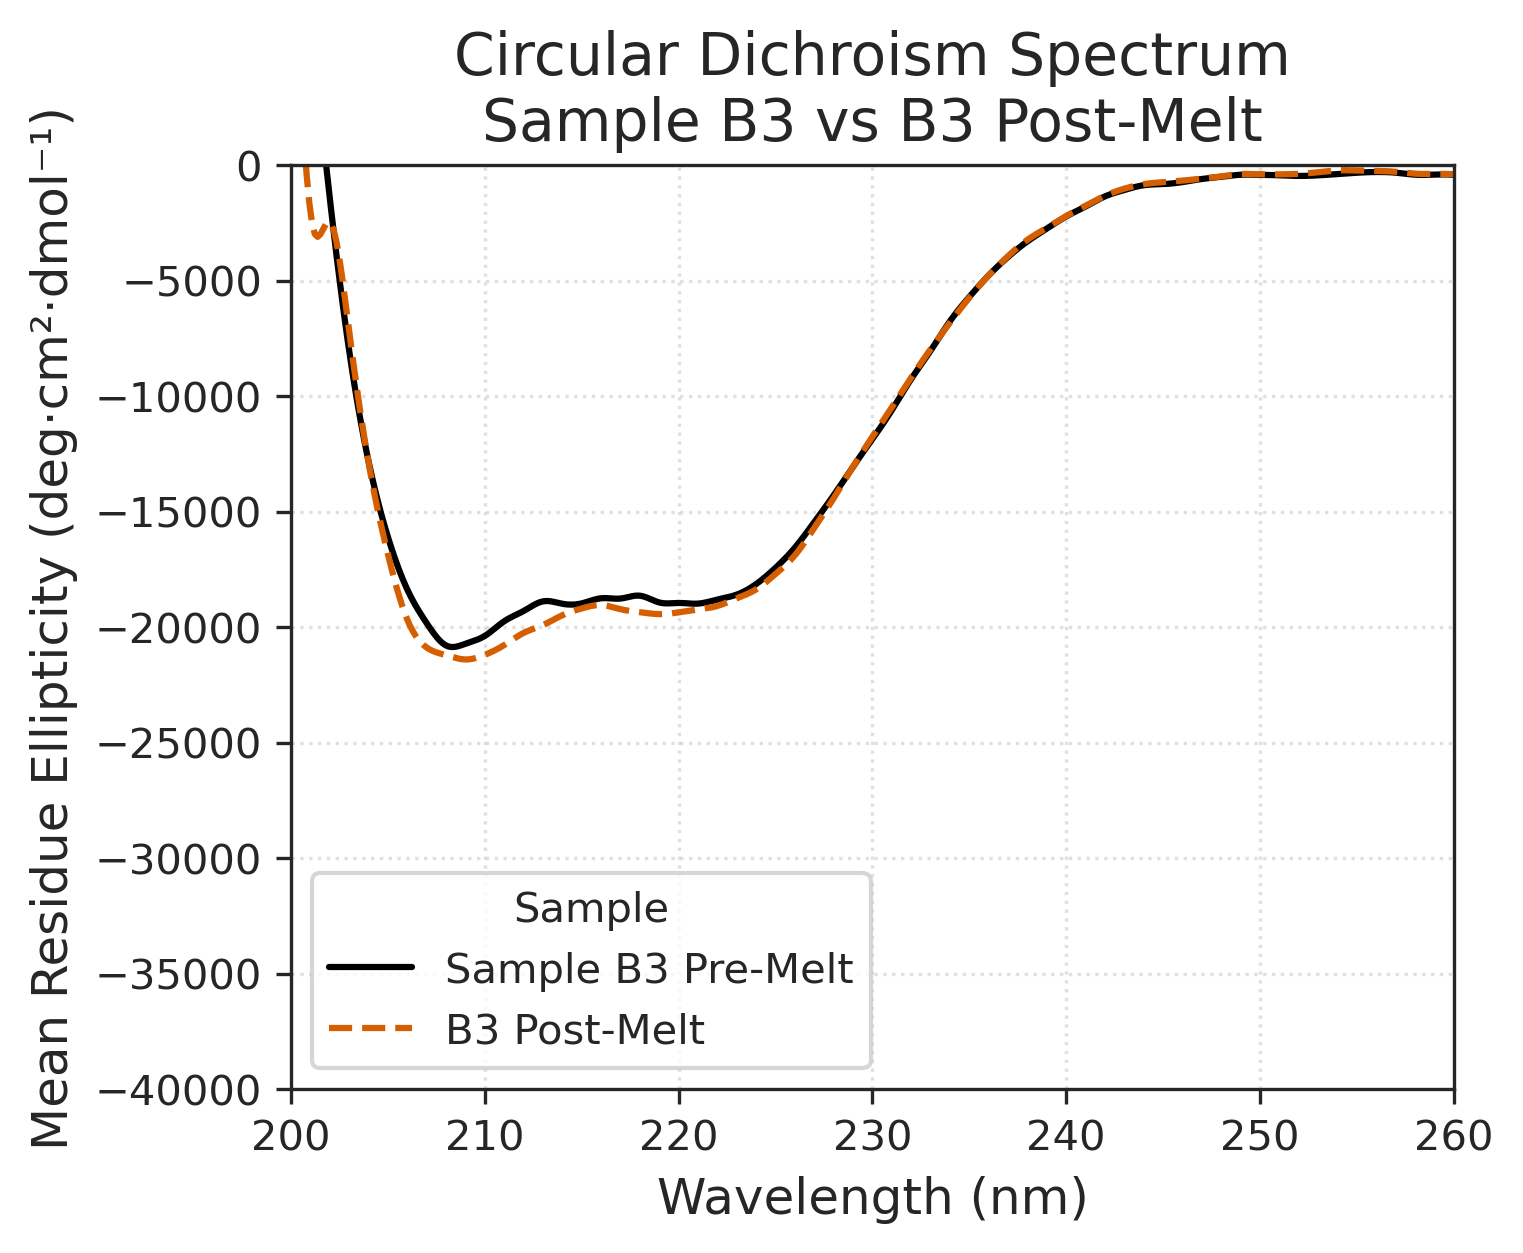 Circular Dichroism Spectrum
Sample B3 vs B3 Post-Melt
Mean Residue Ellipticity (deg·cm²·dmol⁻¹)
0
−5000
−10000
−15000
−20000
−25000
−30000
−35000
−40000
Sample
Sample B3 Pre-Melt
B3 Post-Melt
200 210 220 230 240 250 260
Wavelength (nm)